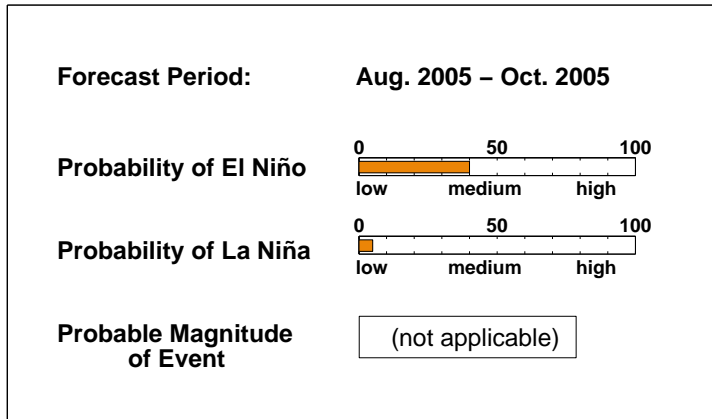 Forecast Period: Aug. 2005 – Oct. 2005
0 50 100
Probability of El Niño
low medium high
0 50 100
Probability of La Niña
low medium high
Probable Magnitude
of Event
(not applicable)